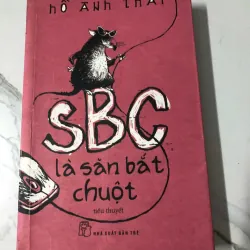 HỒ ANH THÁI
SBC
là săn bắt
chuột
tiểu thuyết
NHÀ XUẤT BẢN TRẺ